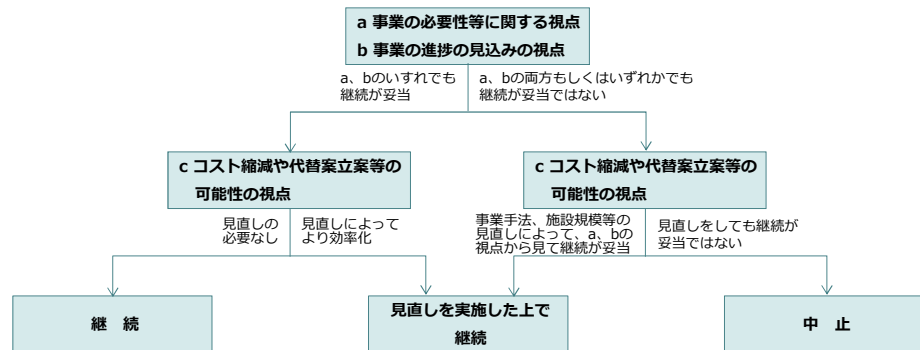 a 事業の必要性等に関する視点
b 事業の進捗の見込みの視点
a、bのいすれでも
継続が妥当
a、bの両方もしくはいずれかでも
継続が妥当ではない
c コスト縮減や代替案立案等の
可能性の視点
c コスト縮減や代替案立案等の
可能性の視点
見直しの
必要なし
見直しによって
より効率化
事業手法、施設規模等の
見直しによって、a、bの
視点から見て継続が妥当
見直しをしても継続が
妥当ではない
継 続
見直しを実施した上で
継続
中 止